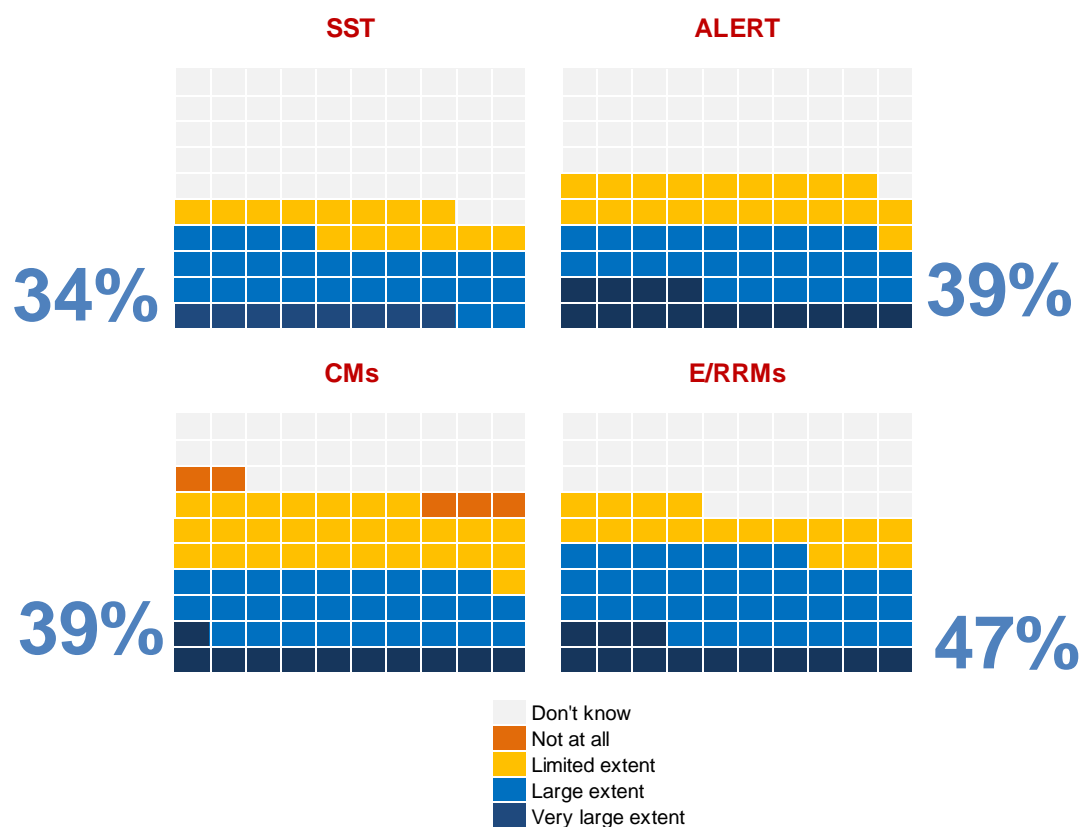 SST
ALERT
34%
39%
CMs
E/RRMs
39%
47%
Don't know
Not at all
Limited extent
Large extent
Very large extent